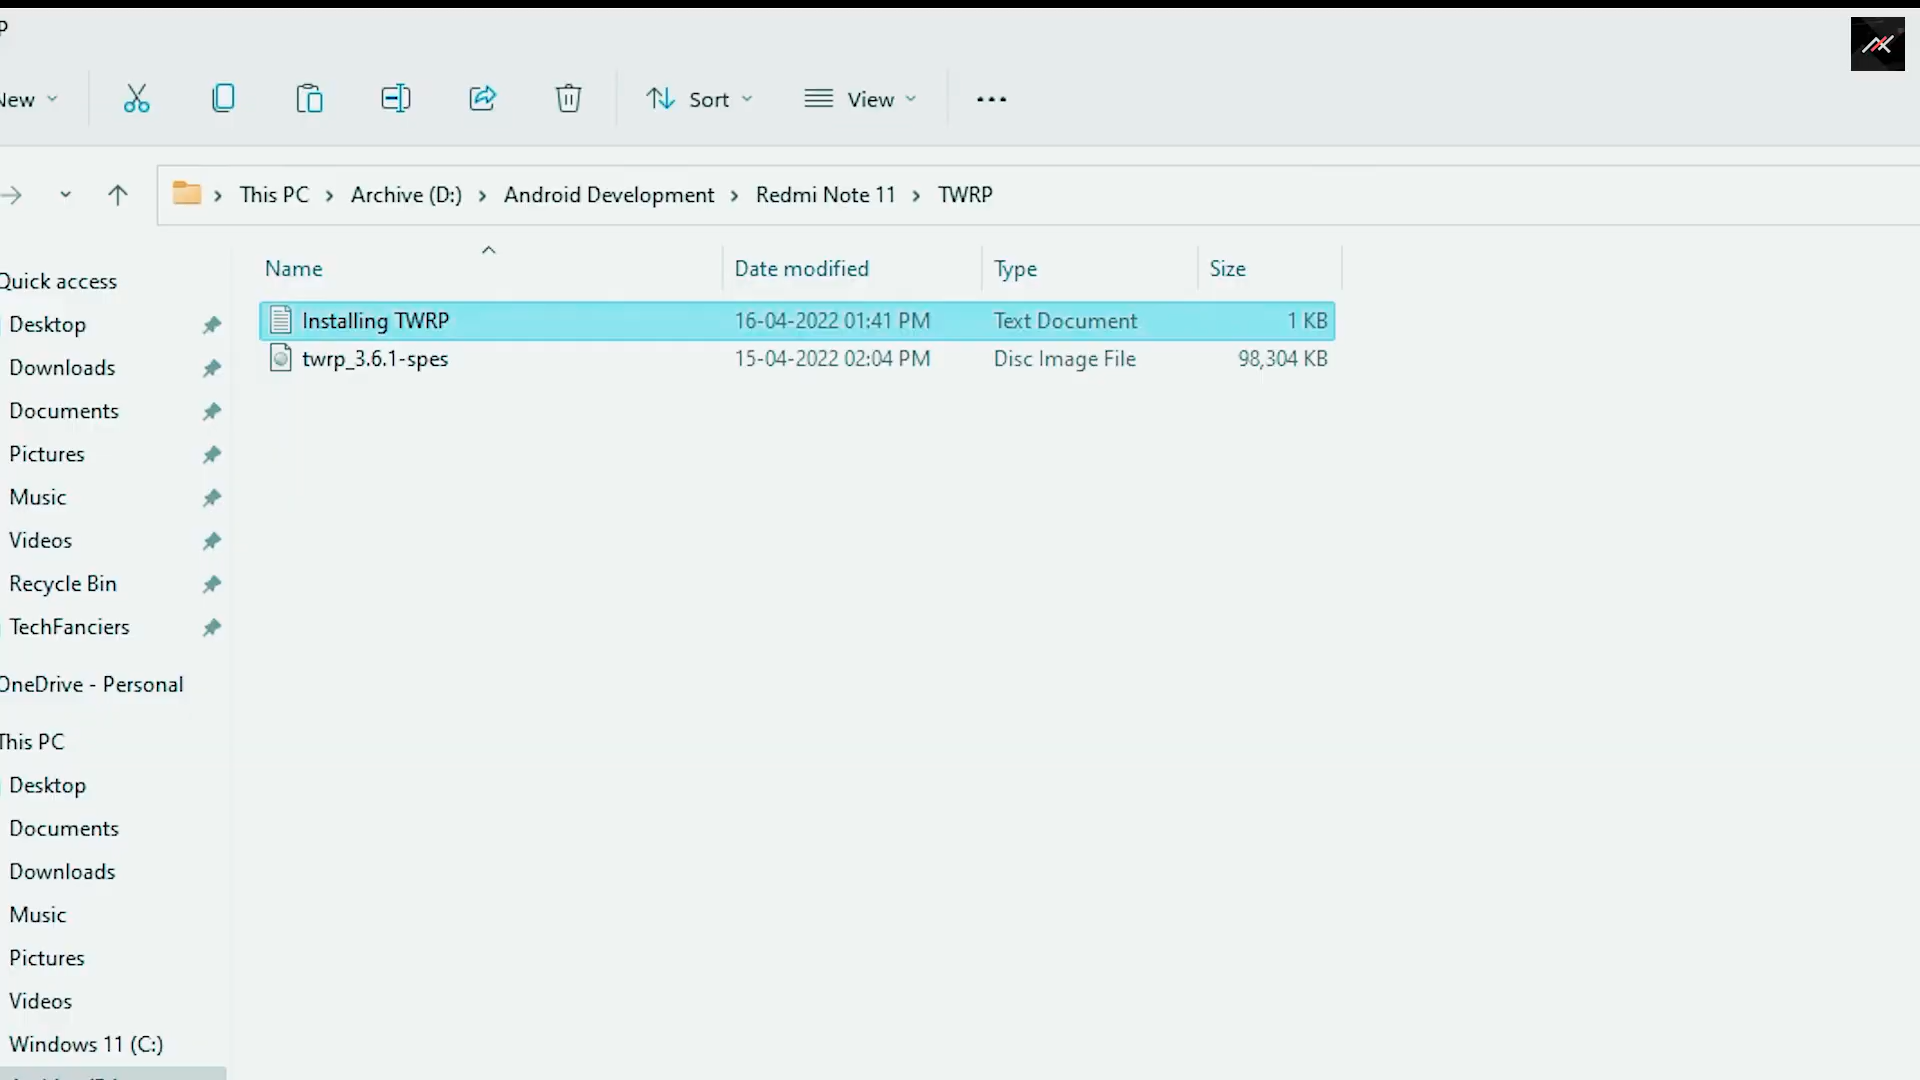 New
Sort
View
This PC > Archive (D:) > Android Development > Redmi Note 11 > TWRP
Name Date modified Type Size
Installing TWRP 16-04-2022 01:41 PM Text Document 1 KB
twrp_3.6.1-spes 15-04-2022 02:04 PM Disc Image File 98,304 KB
Quick access
Desktop
Downloads
Documents
Pictures
Music
Videos
Recycle Bin
TechFanciers
OneDrive - Personal
This PC
Desktop
Documents
Downloads
Music
Pictures
Videos
Windows 11 (C:)